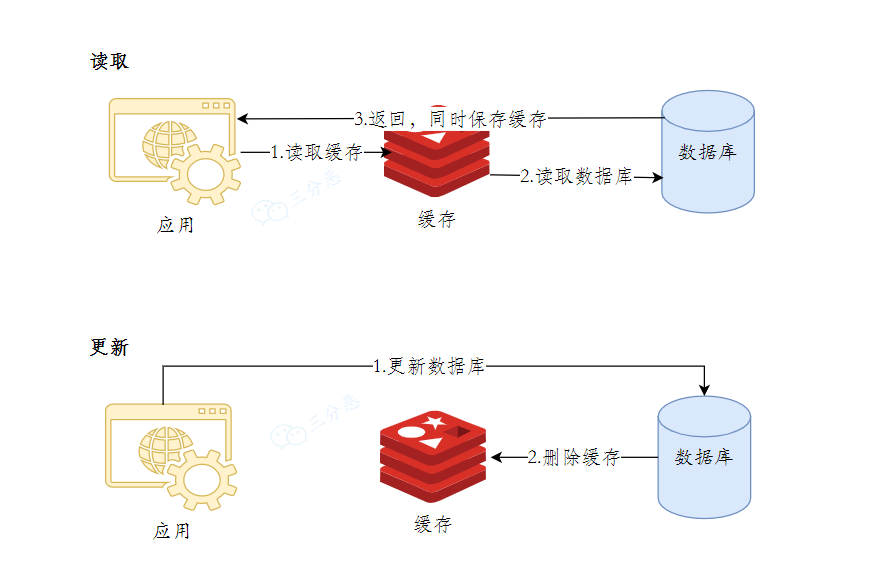 读取
3.返回，同时保存缓存
1.读取缓存
数据库
2.读取数据库
三分恶
缓存
应用
更新
1.更新数据库
三分恶
2.删除缓存
数据库
缓存
应用